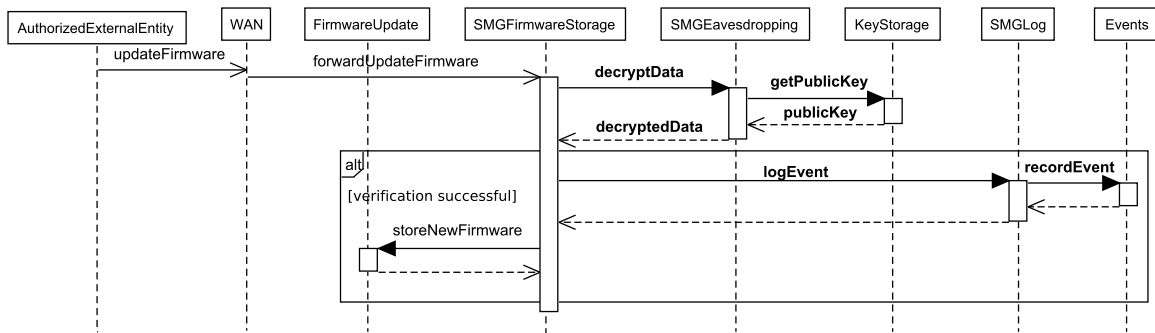 AuthorizedExternalEntity
WAN
FirmwareUpdate
SMGFirmwareStorage
SMGEavesdropping
KeyStorage
SMGLog
Events
updateFirmware
forwardUpdateFirmware
decryptData
getPublicKey
publicKey
decryptedData
alt
logEvent
recordEvent
[verification successful]
storeNewFirmware